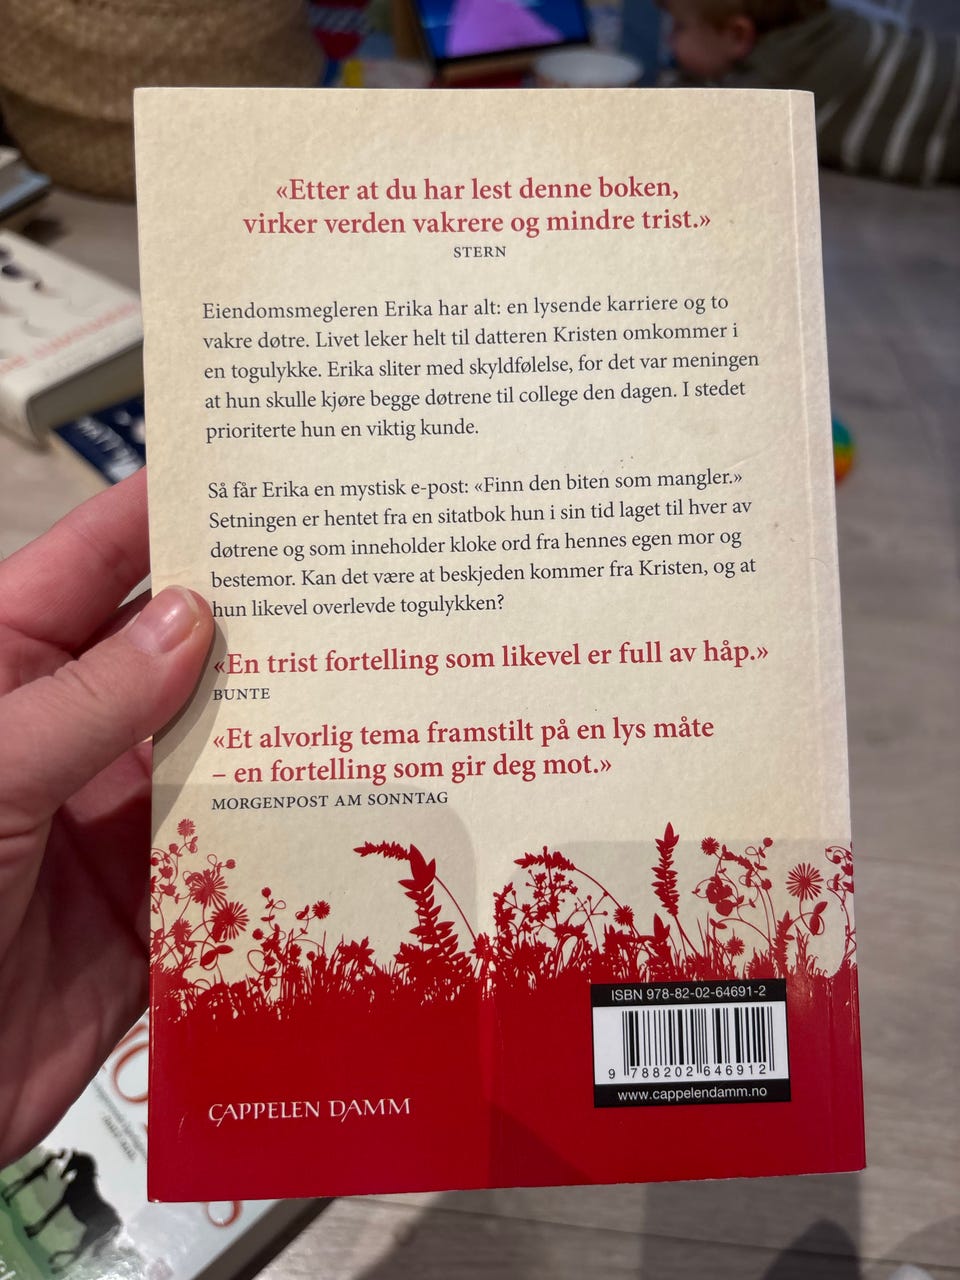 «Etter at du har lest denne boken,
virker verden vakrere og mindre trist.»
STERN
Eiendomsmegleren Erika har alt: en lysende karriere og to
vakre døtre. Livet leker helt til datteren Kristen omkommer i
en togulykke. Erika sliter med skyldfølelse, for det var meningen
at hun skulle kjøre begge døtrene til college den dagen. I stedet
prioriterte hun en viktig kunde.
Så får Erika en mystisk e-post: «Finn den biten som mangler.»
Setningen er hentet fra en sitatbok hun i sin tid laget til hver av
døtrene og som inneholder kloke ord fra hennes egen mor og
bestemor. Kan det være at beskjeden kommer fra Kristen, og at
hun likevel overlevde togulykken?
«En trist fortelling som likevel er full av håp.»
BUNTE
«Et alvorlig tema framstilt på en lys måte
– en fortelling som gir deg mot.»
MORGENPOST AM SONNTAG
ISBN 978-82-02-64691-2
9 788202 646912
www.cappelendamm.no
CAPPELEN DAMM